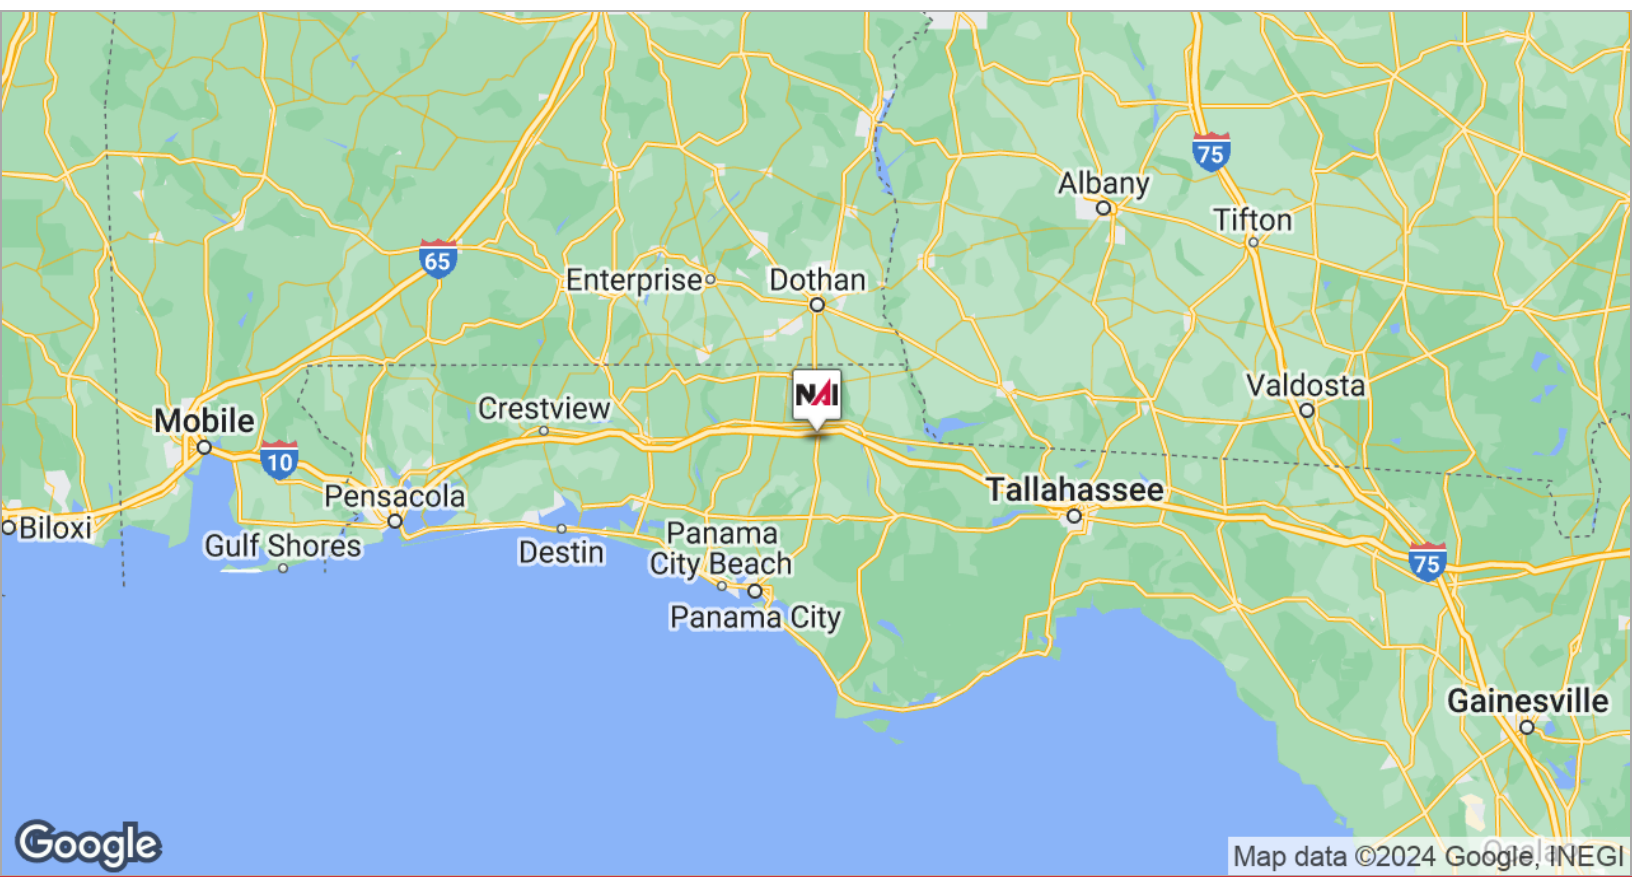 75
Albany
Tifton
65
Enterprise
Dothan
Valdosta
NAI
Crestview
Mobile
10
Pensacola
Tallahassee
Biloxi
Gulf Shores
Destin
Panama
City Beach
75
Panama City
Gainesville
Google
Map data ©2024 Google, INEGI